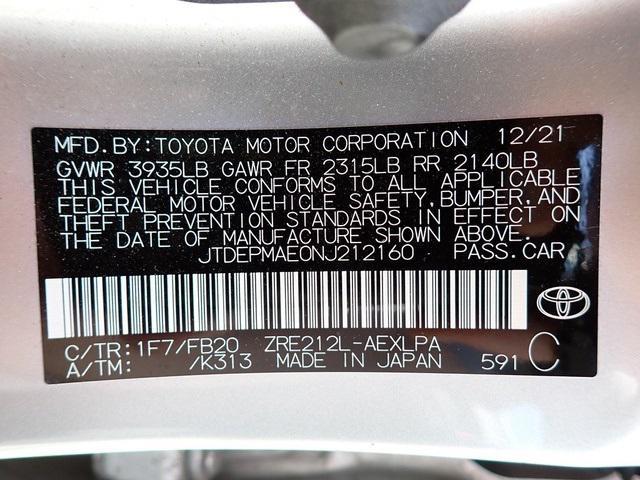 MFD.BY:TOYOTA MOTOR CORPORATION 12/21
GVWR 3935LB GAWR FR 2315LB RR 2140LB
THIS VEHICLE CONFORMS TO ALL APPLICABLE
FEDERAL MOTOR VEHICLE SAFETY,BUMPER,AND
THEFT PREVENTION STANDARDS IN EFFECT ON
THE DATE OF MANUFACTURE SHOWN ABOVE.
JTDEPMAE0NJ212160 PASS.CAR
C/TR:1F7/FB20 ZRE212L-AEXLPA
A/TM: /K313 MADE IN JAPAN 591 C